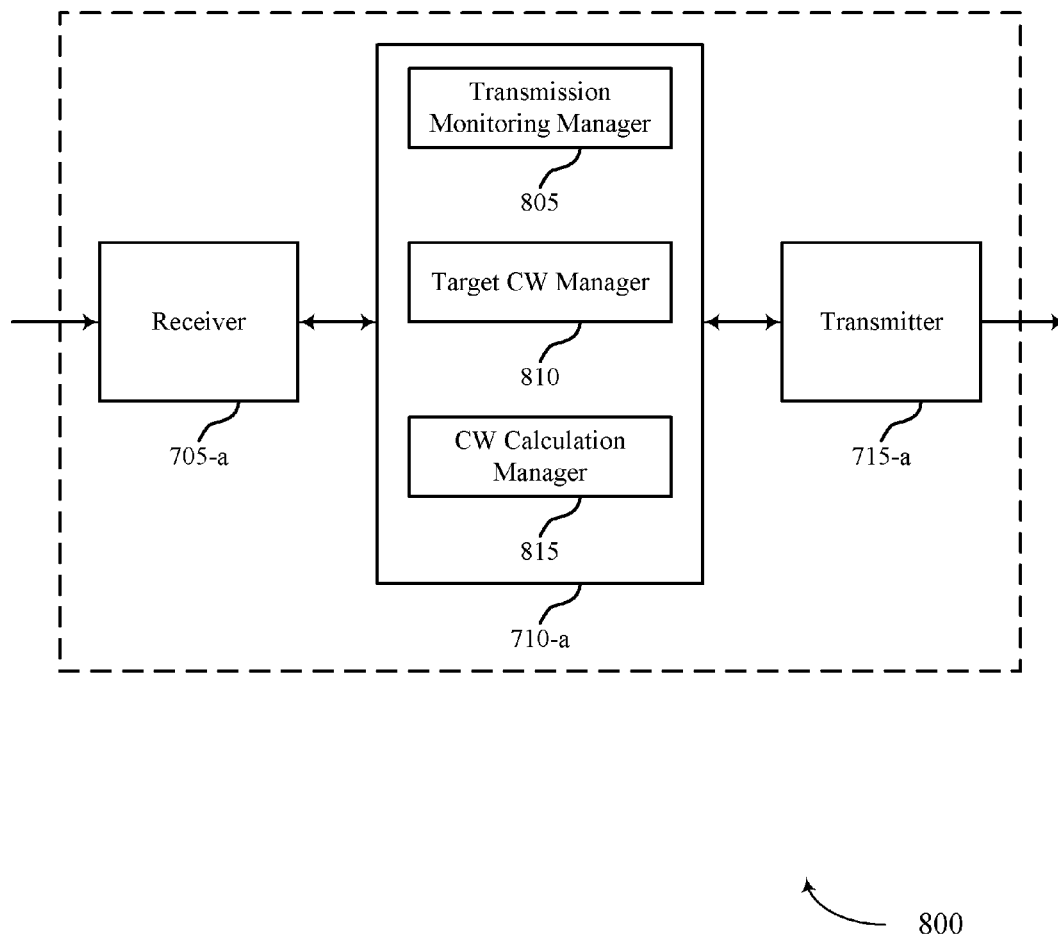 Transmission
Monitoring Manager
805
Target CW Manager
810
CW Calculation
Manager
815
710-a
Receiver
705-a
Transmitter
715-a
800